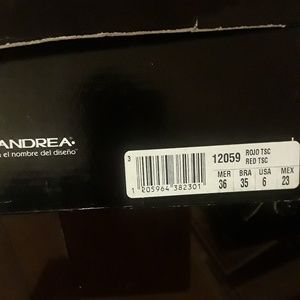 ANDREA
el nombre del diseño
3
12059 ROJO TSC
RED TSC
1 205964 382301
MER BRA USA MEX
36 35 6 23